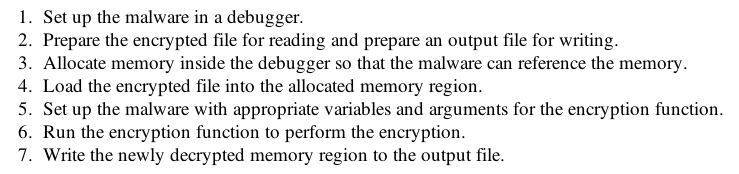 1. Set up the malware in a debugger.
2. Prepare the encrypted file for reading and prepare an output file for writing.
3. Allocate memory inside the debugger so that the malware can reference the memory.
4. Load the encrypted file into the allocated memory region.
5. Set up the malware with appropriate variables and arguments for the encryption function.
6. Run the encryption function to perform the encryption.
7. Write the newly decrypted memory region to the output file.